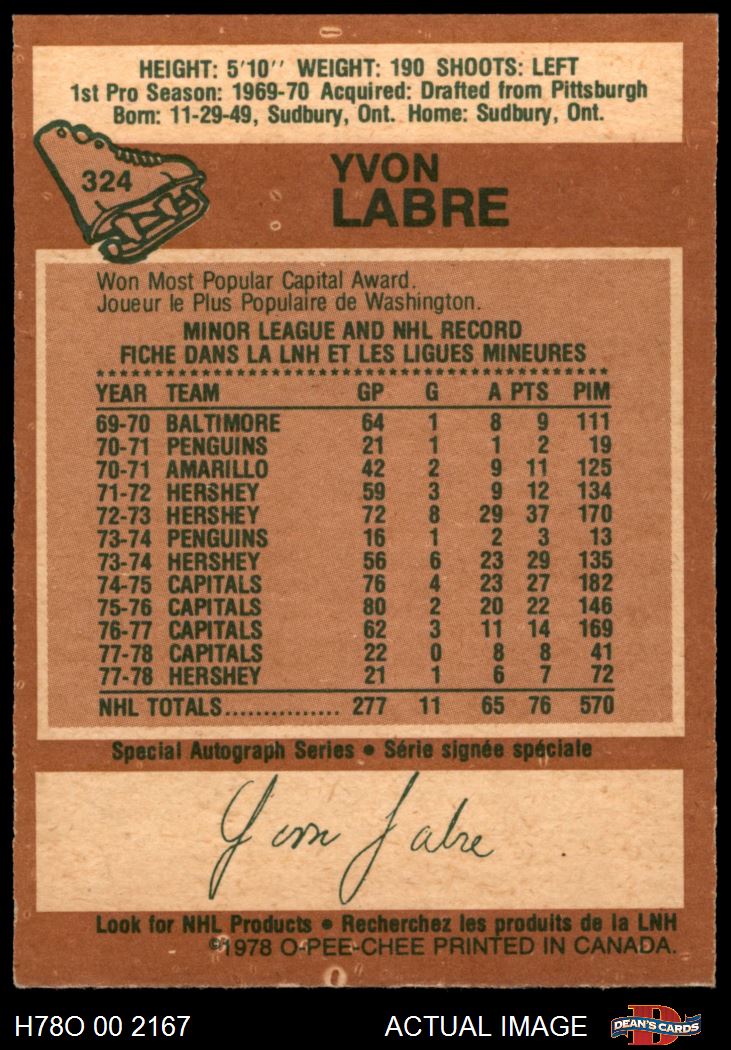 HEIGHT: 5'10'' WEIGHT: 190 SHOOTS: LEFT
1st Pro Season: 1969-70 Acquired: Drafted from Pittsburgh
Born: 11-29-49, Sudbury, Ont. Home: Sudbury, Ont.
324
YVON
LABRE
Won Most Popular Capital Award.
Joueur le Plus Populaire de Washington.
MINOR LEAGUE AND NHL RECORD
FICHE DANS LA LNH ET LES LIGUES MINEURES
YEAR TEAM GP G A PTS PIM
69-70 BALTIMORE 64 1 8 9 111
70-71 PENGUINS 21 1 1 2 19
70-71 AMARILLO 42 2 9 11 125
71-72 HERSHEY 59 3 9 12 134
72-73 HERSHEY 72 8 29 37 170
73-74 PENGUINS 16 1 2 3 13
73-74 HERSHEY 56 6 23 29 135
74-75 CAPITALS 76 4 23 27 182
75-76 CAPITALS 80 2 20 22 146
76-77 CAPITALS 62 3 11 14 169
77-78 CAPITALS 22 0 8 8 41
77-78 HERSHEY 21 1 6 7 72
NHL TOTALS............... 277 11 65 76 570
Special Autograph Series • Série signée spéciale
Yvon Labre
Look for NHL Products • Recherchez les produits de la LNH
©1978 O-PEE-CHEE PRINTED IN CANADA.
H78O 00 2167 ACTUAL IMAGE DEAN'S CARDS